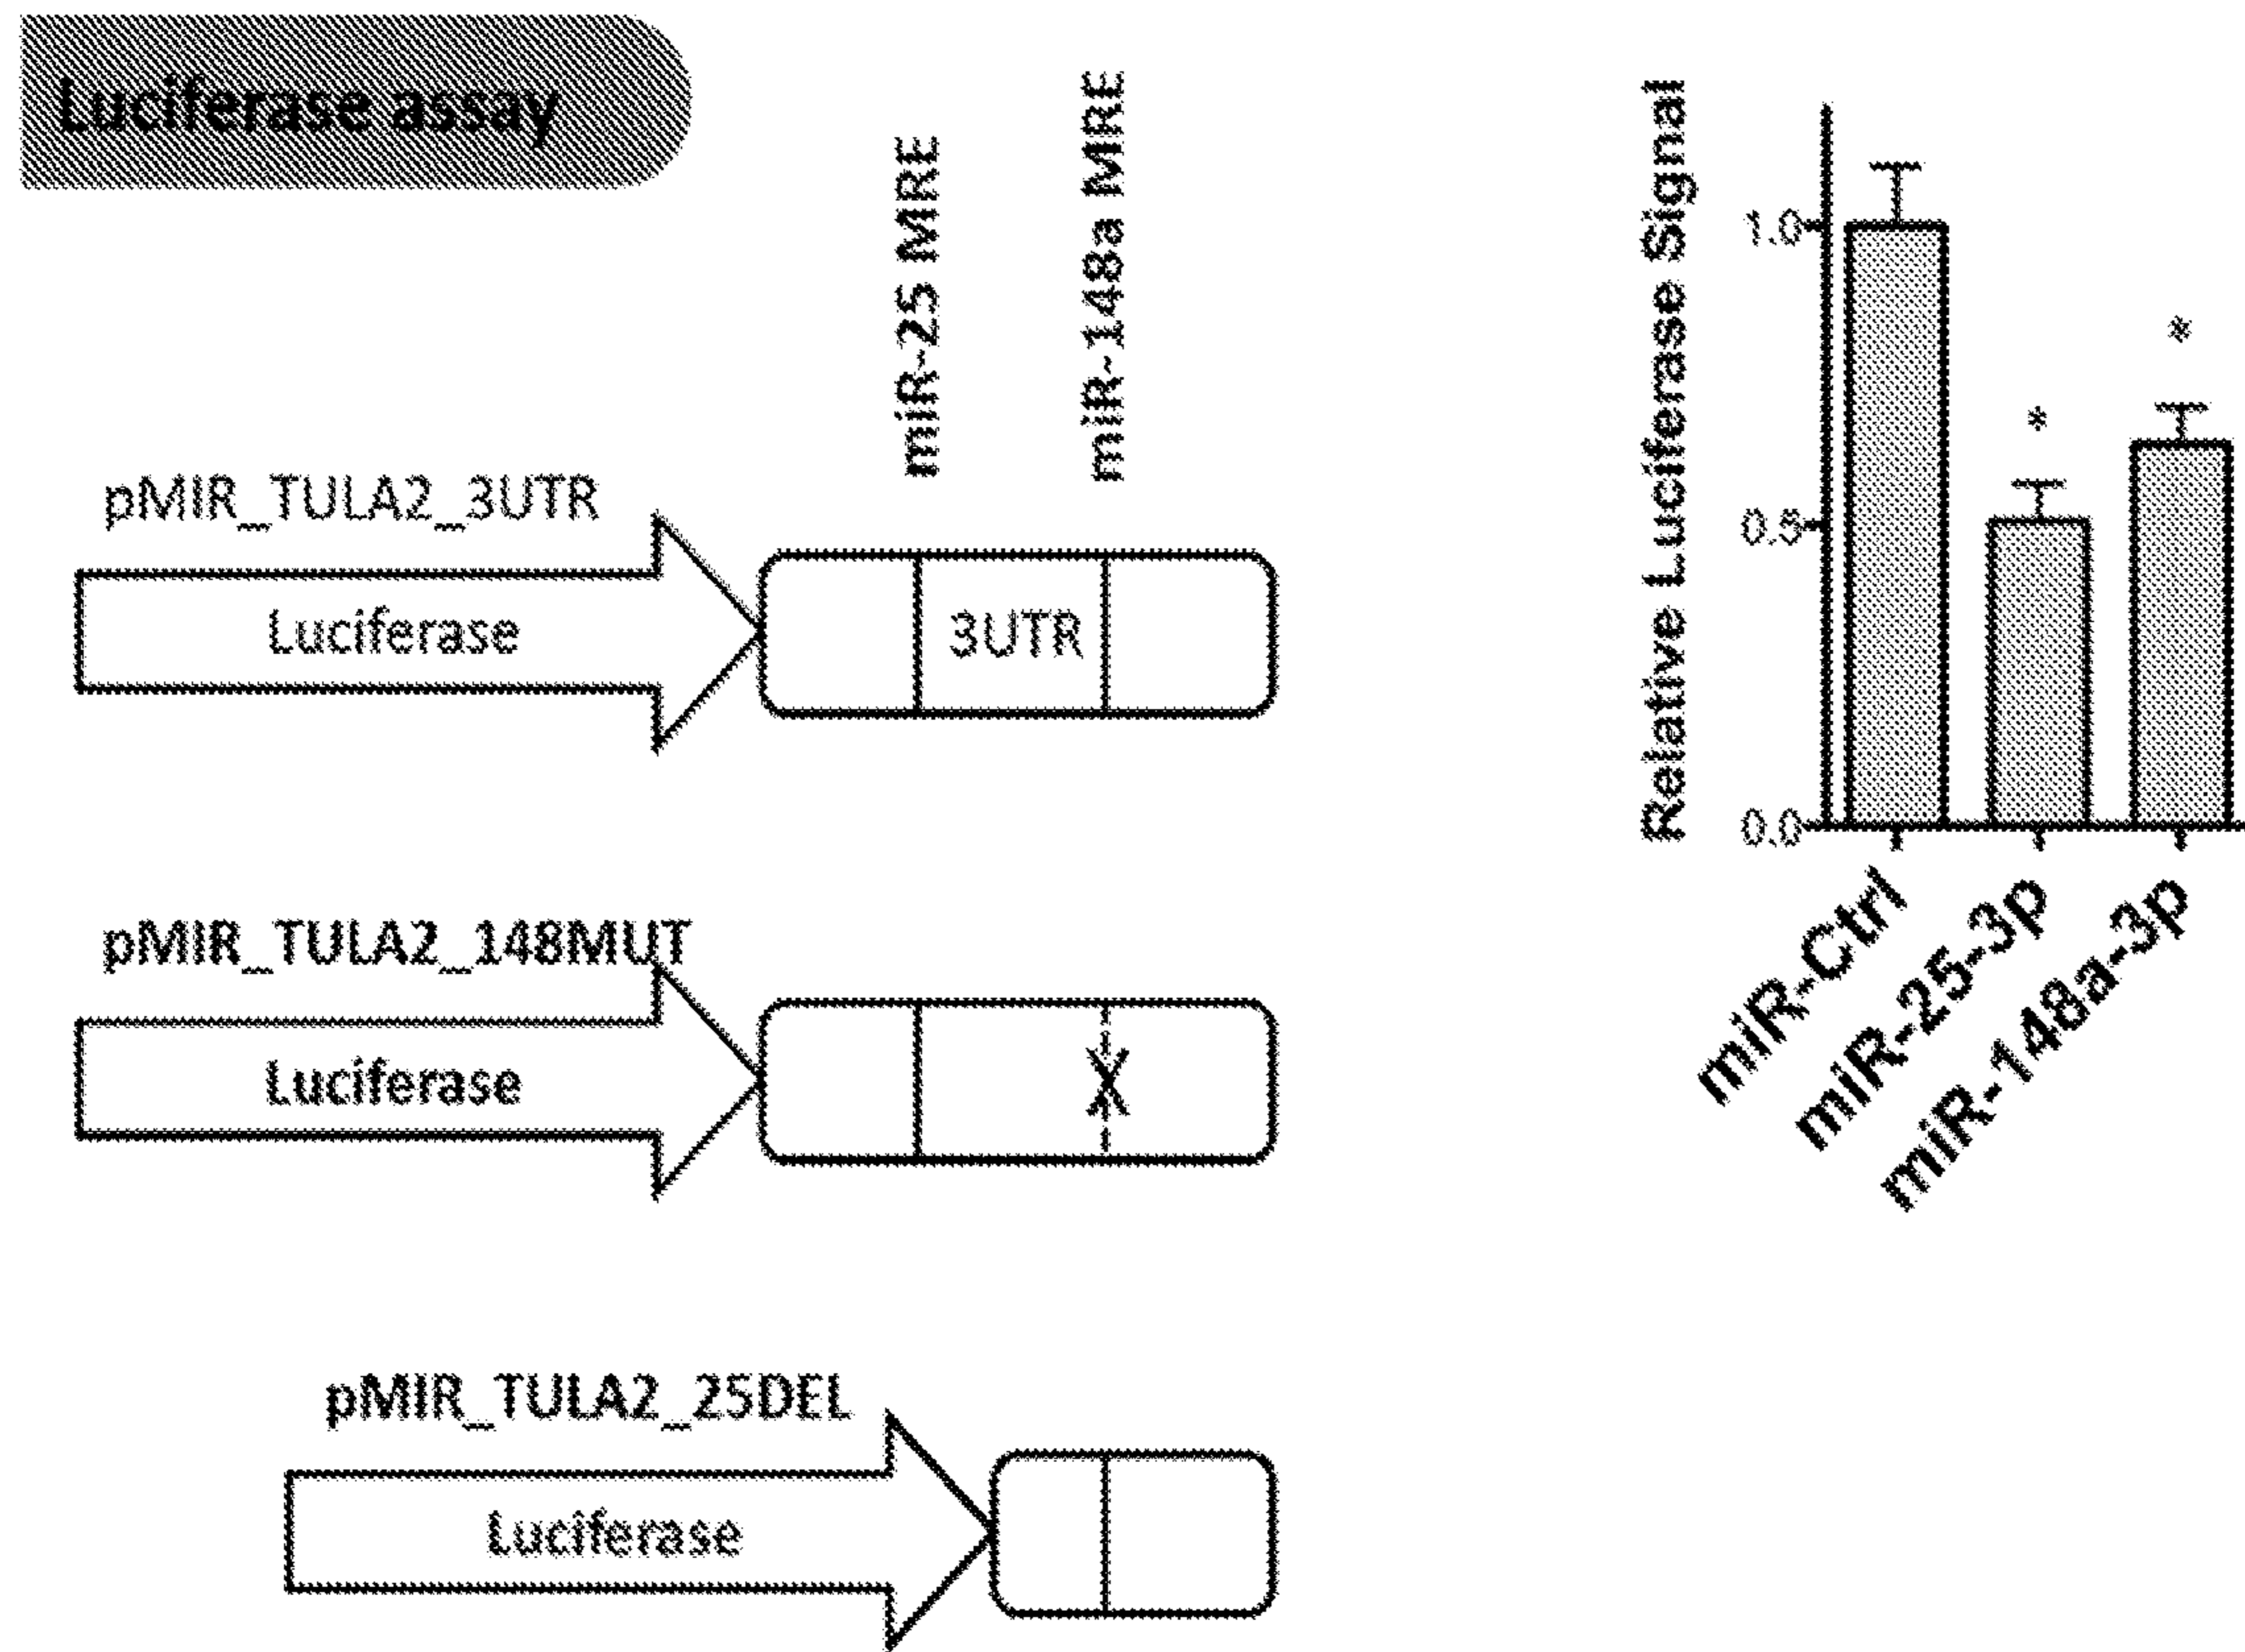 Luciferase assay
miR-25 MRE
miR-148a MRE
pMIR_TULA2_3UTR
Luciferase
3UTR
pMIR_TULA2_148MUT
Luciferase
X
pMIR_TULA2_25DEL
Luciferase
Relative Luciferase Signal
1.0
0.5
0.0
*
*
miR-Ctrl
miR-25-3p
miR-148a-3p